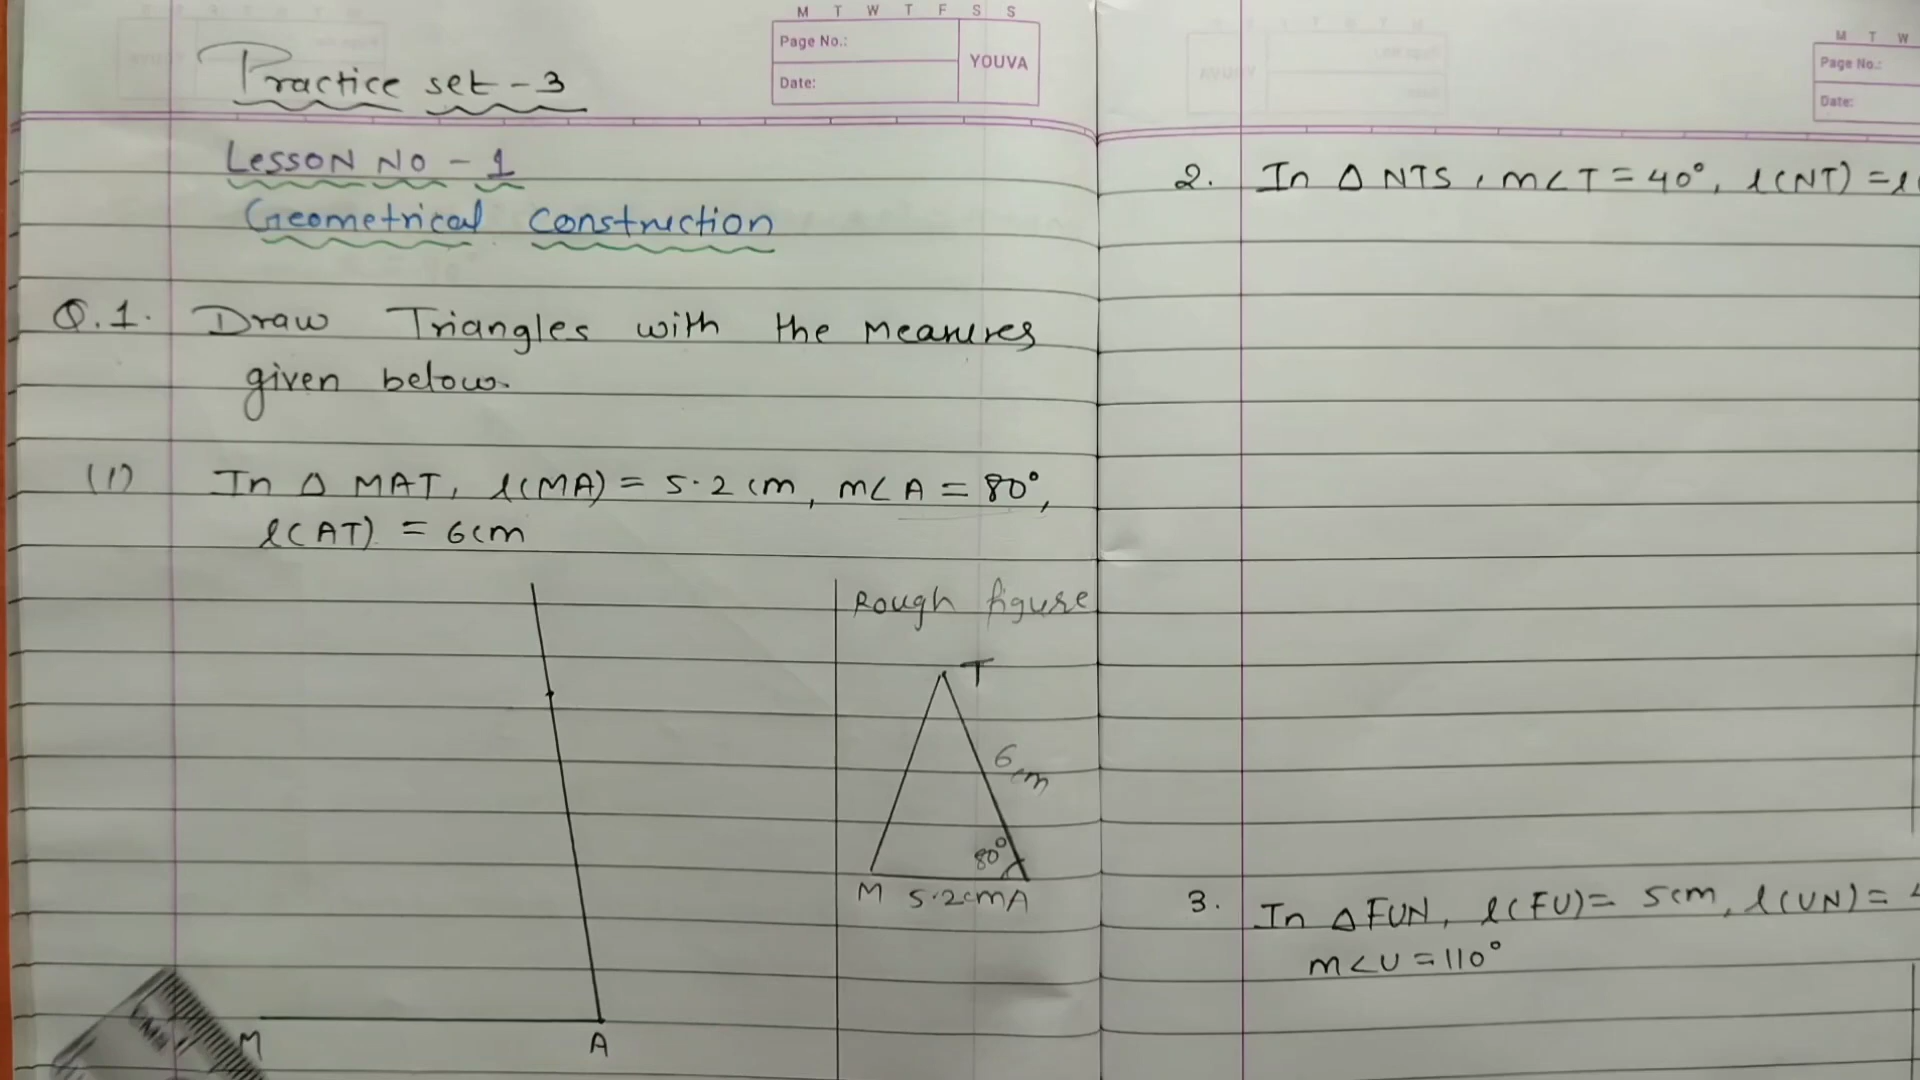 M T W T F S S
Page No.:
Date:
YOUVA
Practice set - 3
Lesson No - 1
Geometrical Construction
Q.1. Draw Triangles with the Measures
given below.
(1) In △ MAT, l(MA) = 5.2 cm, m∠A = 80°,
l(AT) = 6cm
Rough figure
T
6cm
80°
M 5.2cm A
M A
M T W
Page No.:
Date:
2. In △ NTS, m∠T = 40°, l(NT) =
3. In △FUN, l(FU) = 5cm, l(UN) =
m∠U = 110°